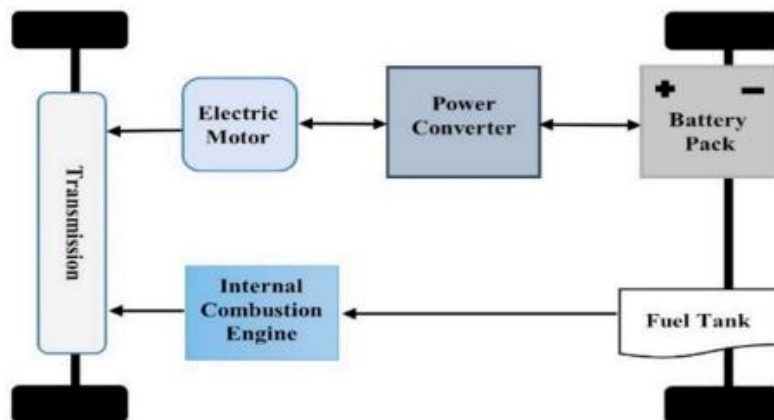 Electric
Motor
Power
Converter
+ −
Battery
Pack
Transmission
Internal
Combustion
Engine
Fuel Tank